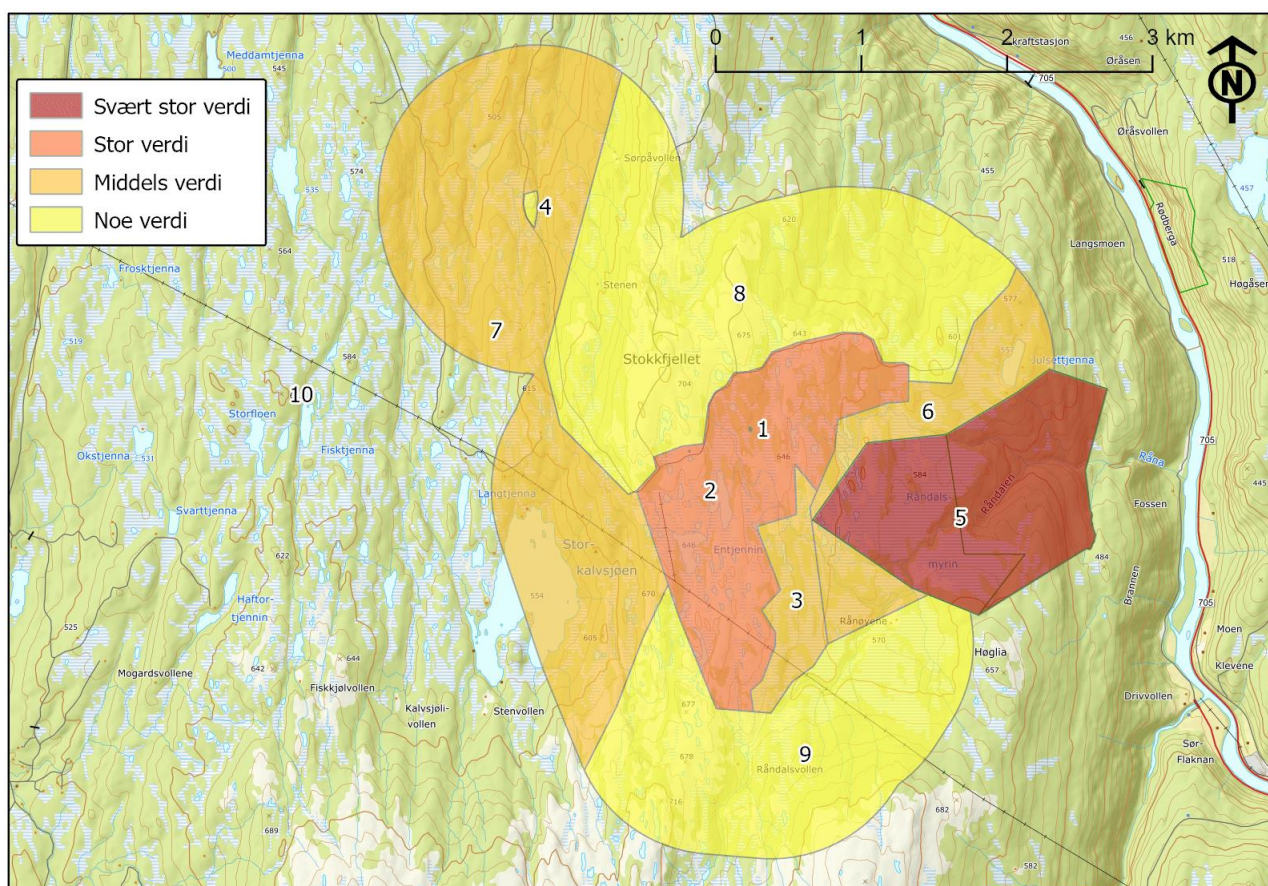 0 1 2 3 km
N
Svært stor verdi
Stor verdi
Middels verdi
Noe verdi
Meddamtjenna
545
500
505
574
535
564
Frosktjenna
519
584
10
Storfloen
Fisktjenna
Okstjenna
531
Svarttjenna
622
Haftor-
tjennin
525
Mogardsvollene
642
644
Fiskkjølvollen
Kalvsjøli-
vollen
Stenvollen
689
4
7
615
Langtjenna
Stor-
kalvsjøen
554
605
670
Sørpåvollen
Stenen
Stokkfjellet
704
675
643
620
8
601
577
557
Julsettjenna
1
646
2
648
Entjennin
3
6
584
Råndals-
myrin
Råndalen
5
Rånøyene
570
Høglia
657
677
678
716
9
Råndalsvollen
682
582
kraftstasjon
705
456
Øråsen
Øråsvollen
457
Rødberga
455
Langsmoen
518
Høgåsen
705
Råna
Fossen
445
484
Brannen
705
Moen
Klevene
Drivvollen
Sør-
Flaknan